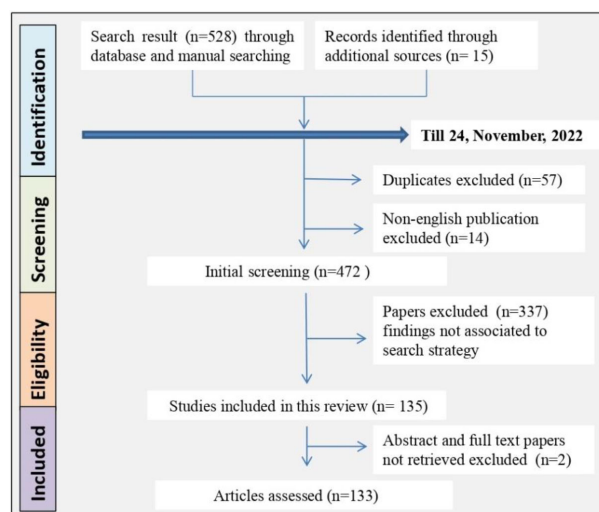 Identification
Search result (n=528) through
database and manual searching
Records identified through
additional sources (n= 15)
Till 24, November, 2022
Duplicates excluded (n=57)
Screening
Non-english publication
excluded (n=14)
Initial screening (n=472 )
Eligibility
Papers excluded (n=337)
findings not associated to
search strategy
Studies included in this review (n= 135)
Included
Abstract and full text papers
not retrieved excluded (n=2)
Articles assessed (n=133)